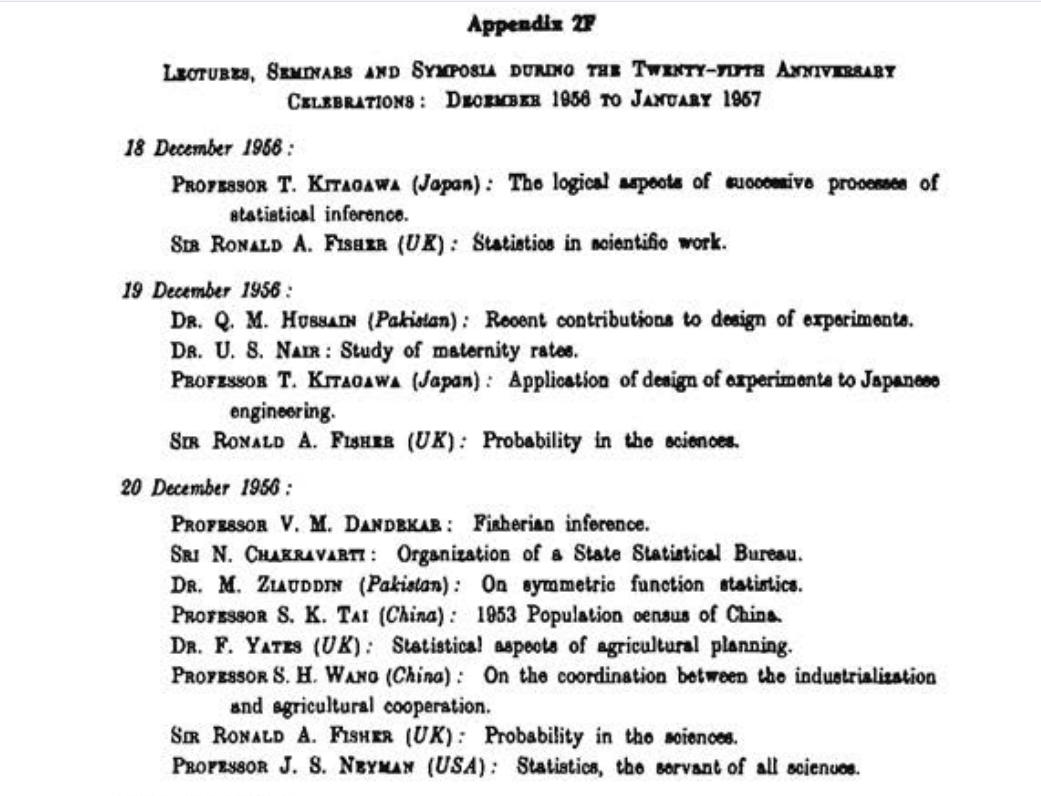 Appendix 2F
LECTURES, SEMINARS AND SYMPOSIA DURING THE TWENTY-FIFTH ANNIVERSARY
CELEBRATIONS: DECEMBER 1956 TO JANUARY 1957
18 December 1956:
PROFESSOR T. KITAGAWA (Japan): The logical aspects of successive processes of
statistical inference.
SIR RONALD A. FISHER (UK): Statistics in scientific work.
19 December 1956:
DR. Q. M. HUSSAIN (Pakistan): Recent contributions to design of experiments.
DR. U. S. NAIR: Study of maternity rates.
PROFESSOR T. KITAGAWA (Japan): Application of design of experiments to Japanese
engineering.
SIR RONALD A. FISHER (UK): Probability in the sciences.
20 December 1956:
PROFESSOR V. M. DANDEKAR: Fisherian inference.
SRI N. CHAKRAVARTI: Organization of a State Statistical Bureau.
DR. M. ZIAUDDIN (Pakistan): On symmetric function statistics.
PROFESSOR S. K. TAI (China): 1953 Population census of China.
DR. F. YATES (UK): Statistical aspects of agricultural planning.
PROFESSOR S. H. WANG (China): On the coordination between the industrialization
and agricultural cooperation.
SIR RONALD A. FISHER (UK): Probability in the sciences.
PROFESSOR J. S. NEYMAN (USA): Statistics, the servant of all sciences.